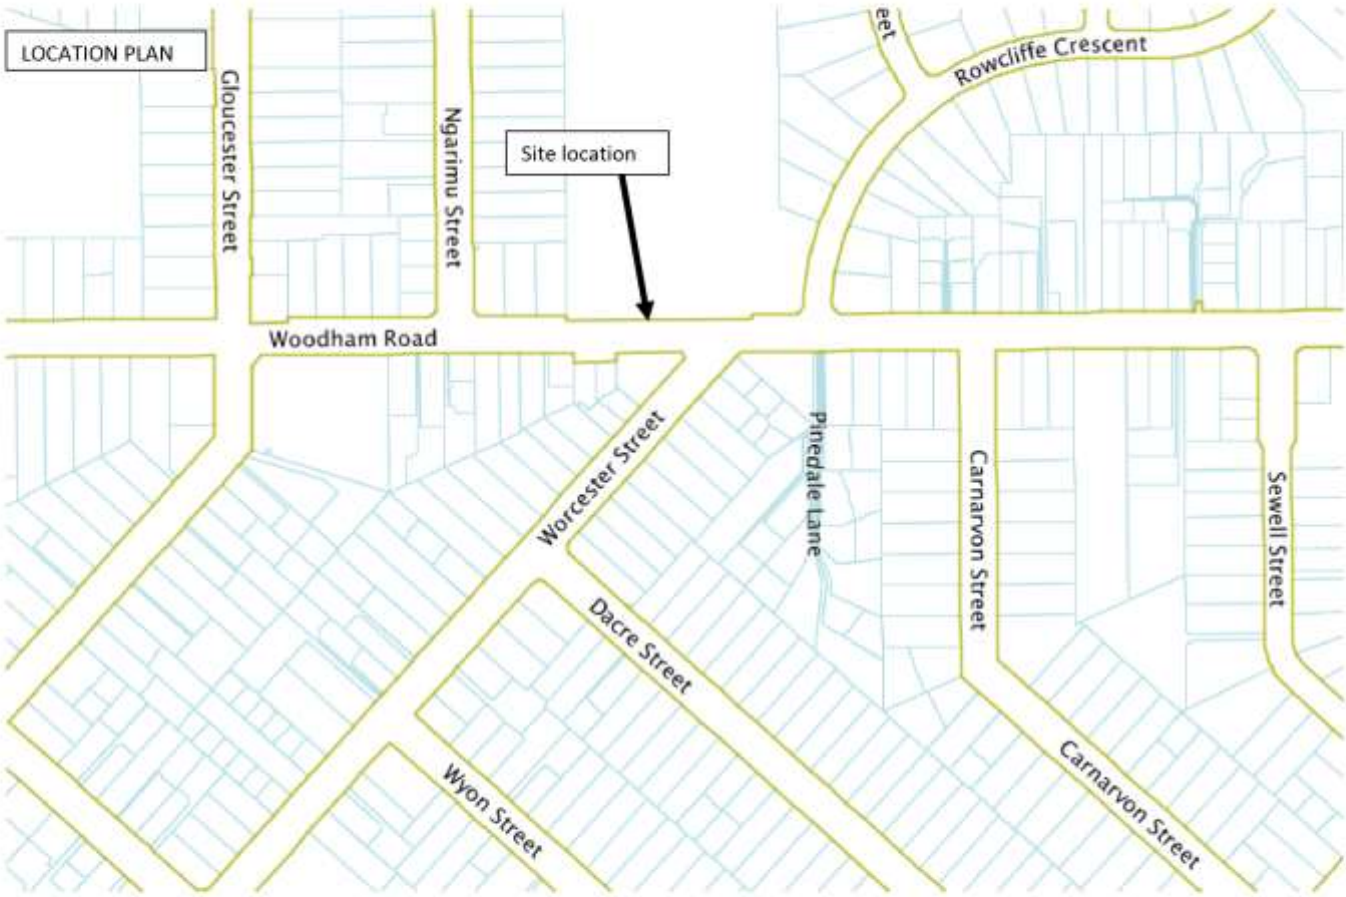 LOCATION PLAN
Gloucester Street
Ngarimu Street
Site location
eet
Rowcliffe Crescent
Woodham Road
Worcester Street
Pinedale Lane
Carnarvon Street
Sewell Street
Dacre Street
Wyon Street
Carnarvon Street